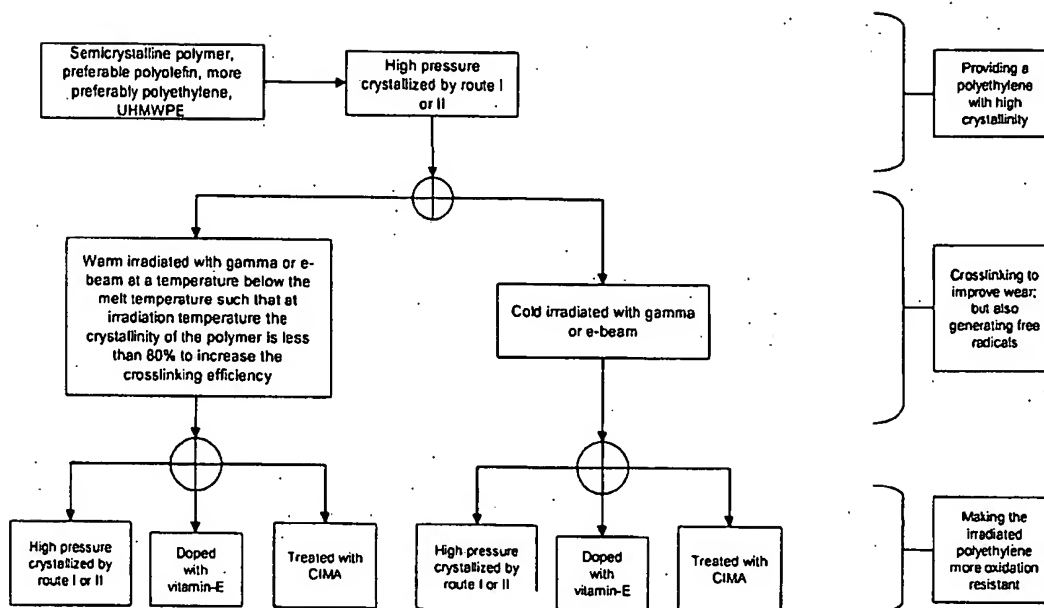 Semicrystalline polymer,
preferable polyolefin, more
preferably polyethylene,
UHMWPE
High pressure
crystallized by route I
or II
Providing a
polyethylene
with high
crystallinity
Warm irradiated with gamma or e-
beam at a temperature below the
melt temperature such that at
irradiation temperature the
crystallinity of the polymer is less
than 80% to increase the
crosslinking efficiency
Cold irradiated with gamma
or e-beam
Crosslinking to
improve wear;
but also
generating free
radicals
High pressure
crystallized by
route I or II
Doped
with
vitamin-E
Treated with
CIMA
High pressure
crystallized by
route I or II
Doped
with
vitamin-E
Treated with
CIMA
Making the
irradiated
polyethylene
more oxidation
resistant